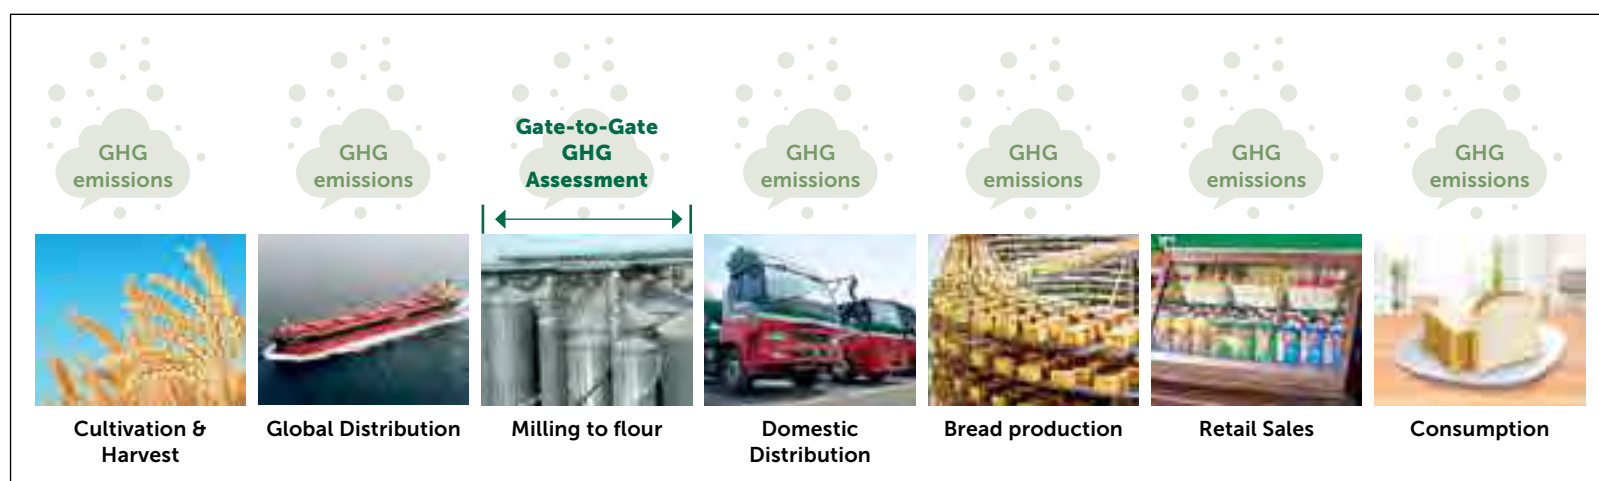 GHG
emissions
GHG
emissions
Gate-to-Gate
GHG
Assessment
GHG
emissions
GHG
emissions
GHG
emissions
GHG
emissions
Cultivation &
Harvest
Global Distribution
Milling to flour
Domestic
Distribution
Bread production
Retail Sales
Consumption